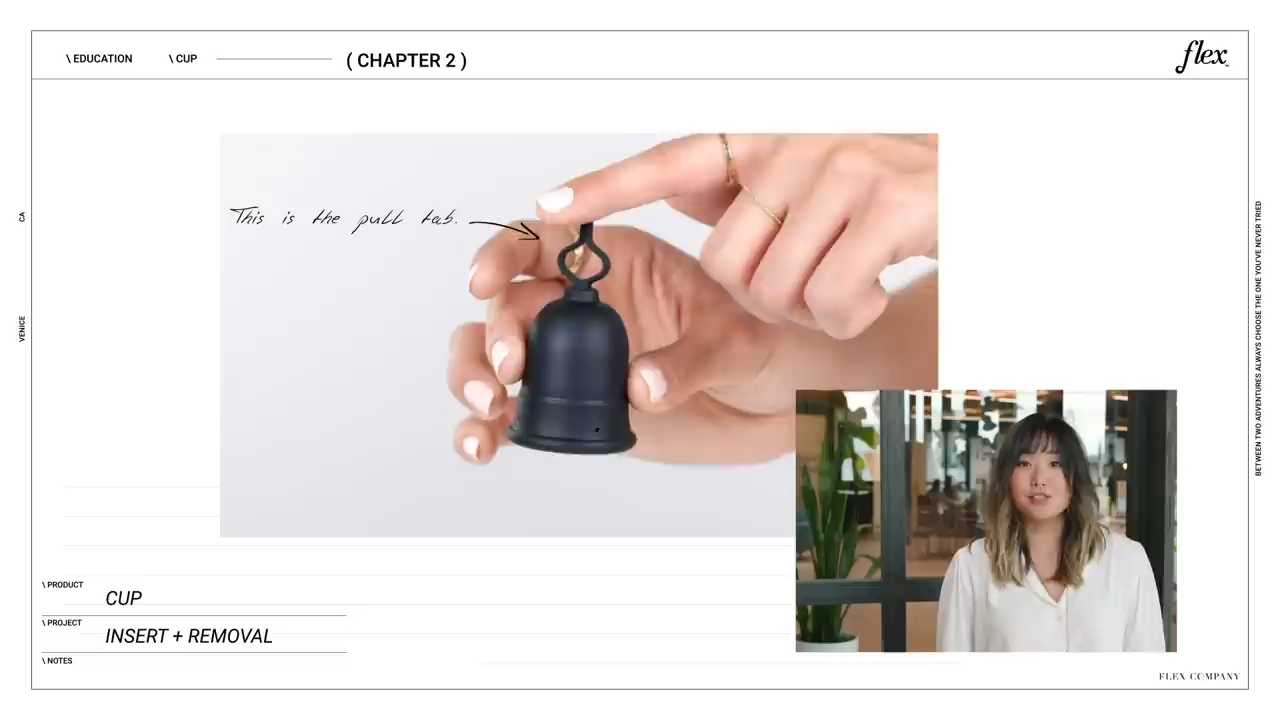 \ EDUCATION \ CUP ( CHAPTER 2 )
flex
This is the pull tab.
VENICE CA
BETWEEN TWO ADVENTURES ALWAYS CHOOSE THE ONE YOU'VE NEVER TRIED
\ PRODUCT
CUP
\ PROJECT
INSERT + REMOVAL
\ NOTES
FLEX COMPANY